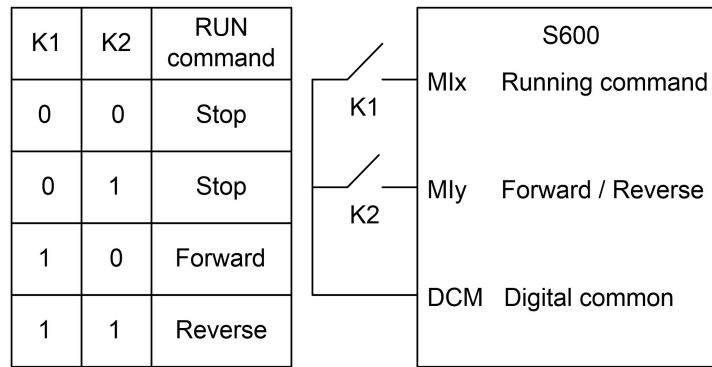 K1 K2 RUN command
0 0 Stop
0 1 Stop
1 0 Forward
1 1 Reverse
K1
K2
S600
MIx Running command
MIy Forward / Reverse
DCM Digital common